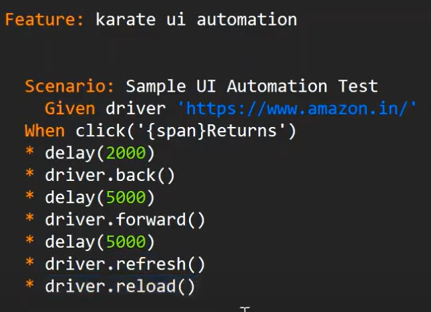 Feature: karate ui automation
Scenario: Sample UI Automation Test
Given driver 'https://www.amazon.in/'
When click('{span}Returns')
* delay(2000)
* driver.back()
* delay(5000)
* driver.forward()
* delay(5000)
* driver.refresh()
* driver.reload()